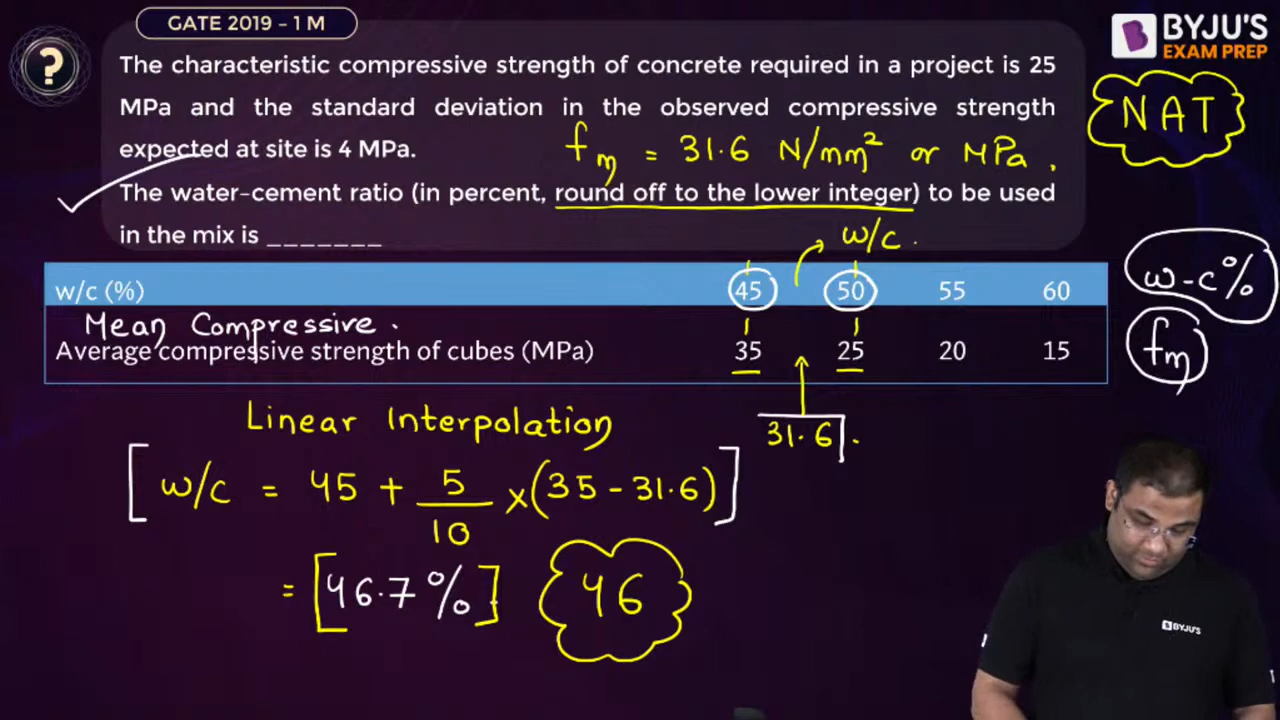 GATE 2019 – 1 M
BYJU'S
EXAM PREP
?
The characteristic compressive strength of concrete required in a project is 25
MPa and the standard deviation in the observed compressive strength
expected at site is 4 MPa.
fm = 31.6 N/mm² or MPa.
NAT
The water-cement ratio (in percent, round off to the lower integer) to be used
in the mix is _______
w/c.
w-c%
w/c (%) 45 50 55 60
Mean Compressive.
Average compressive strength of cubes (MPa) 35 25 20 15
fm
Linear Interpolation
31.6.
[w/c = 45 + 5/10 × (35 - 31.6)]
= [46.7%] 46
BYJU'S